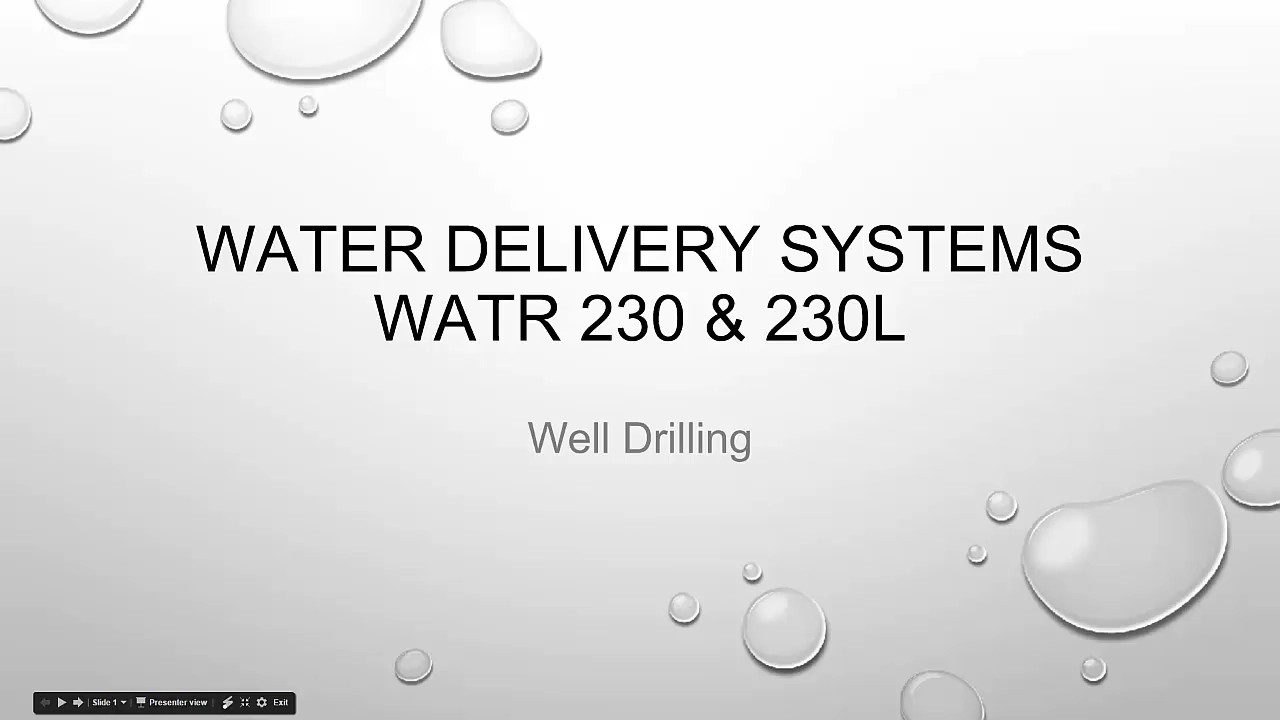 WATER DELIVERY SYSTEMS
WATR 230 & 230L
Well Drilling
Slide 1 Presenter view Exit